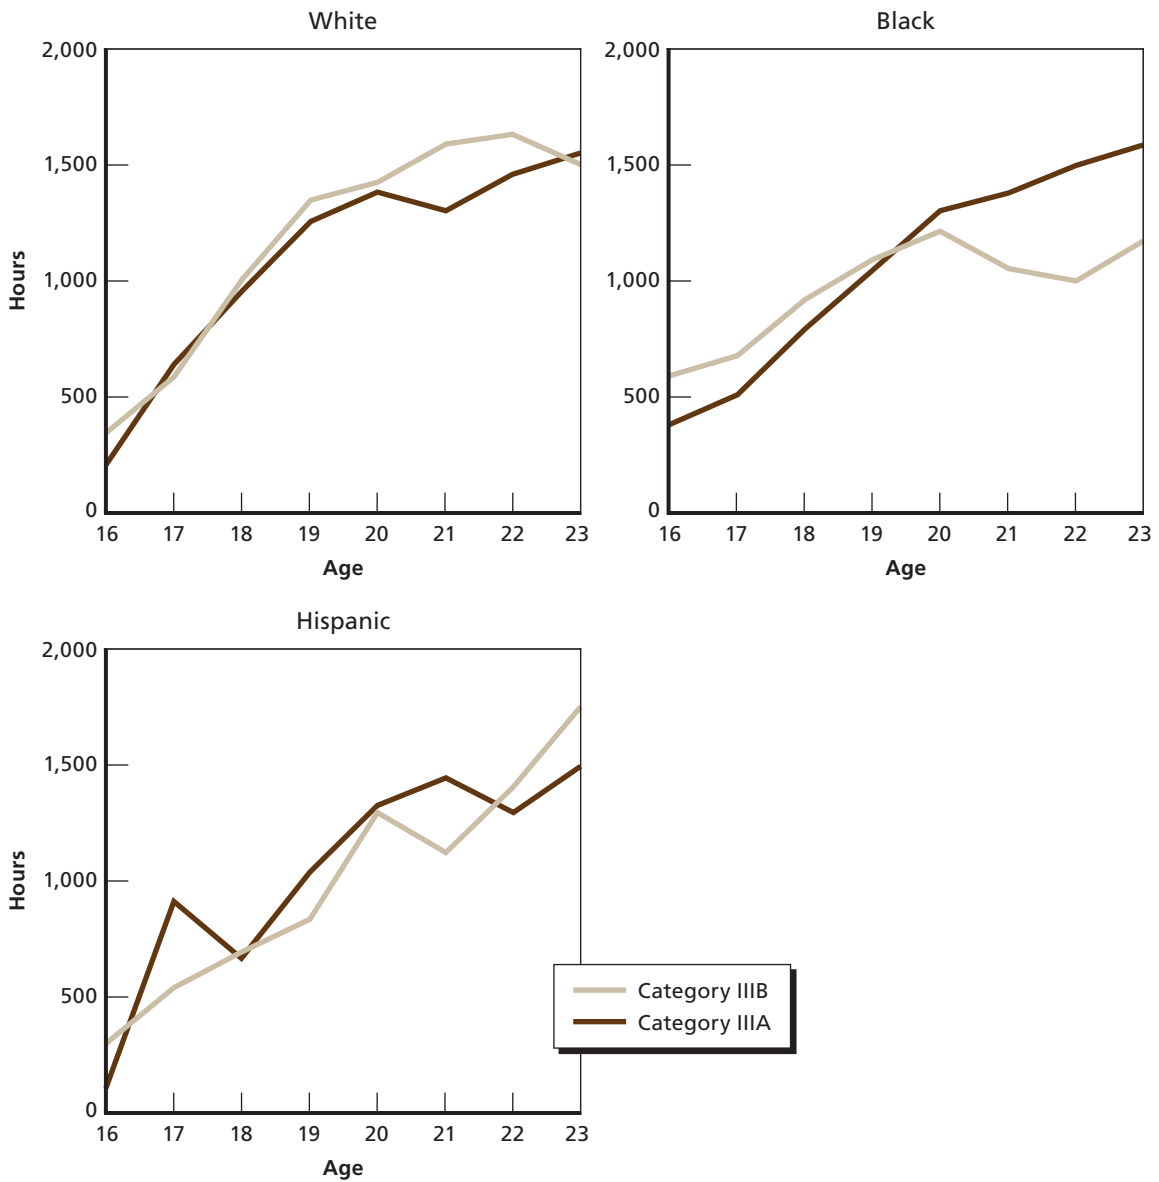 White
2,000
1,500
1,000
500
0
Hours
16 17 18 19 20 21 22 23
Age
Black
2,000
1,500
1,000
500
0
16 17 18 19 20 21 22 23
Age
Hispanic
2,000
1,500
1,000
500
0
Hours
16 17 18 19 20 21 22 23
Age
Category IIIB
Category IIIA